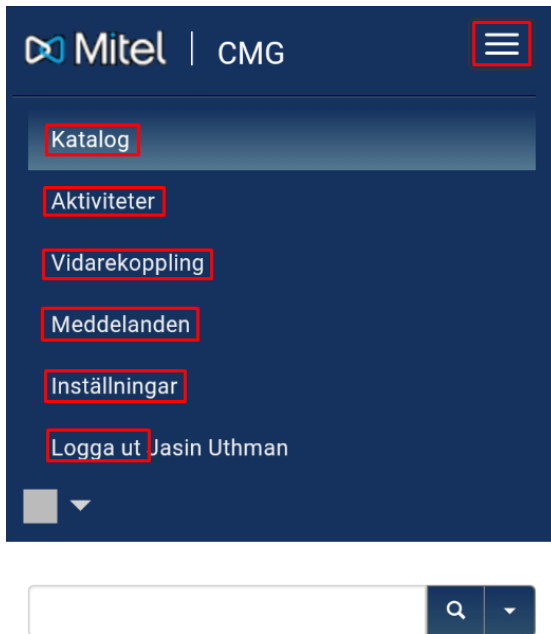 Mitel | CMG
Katalog
Aktiviteter
Vidarekoppling
Meddelanden
Inställningar
Logga ut Jasin Uthman